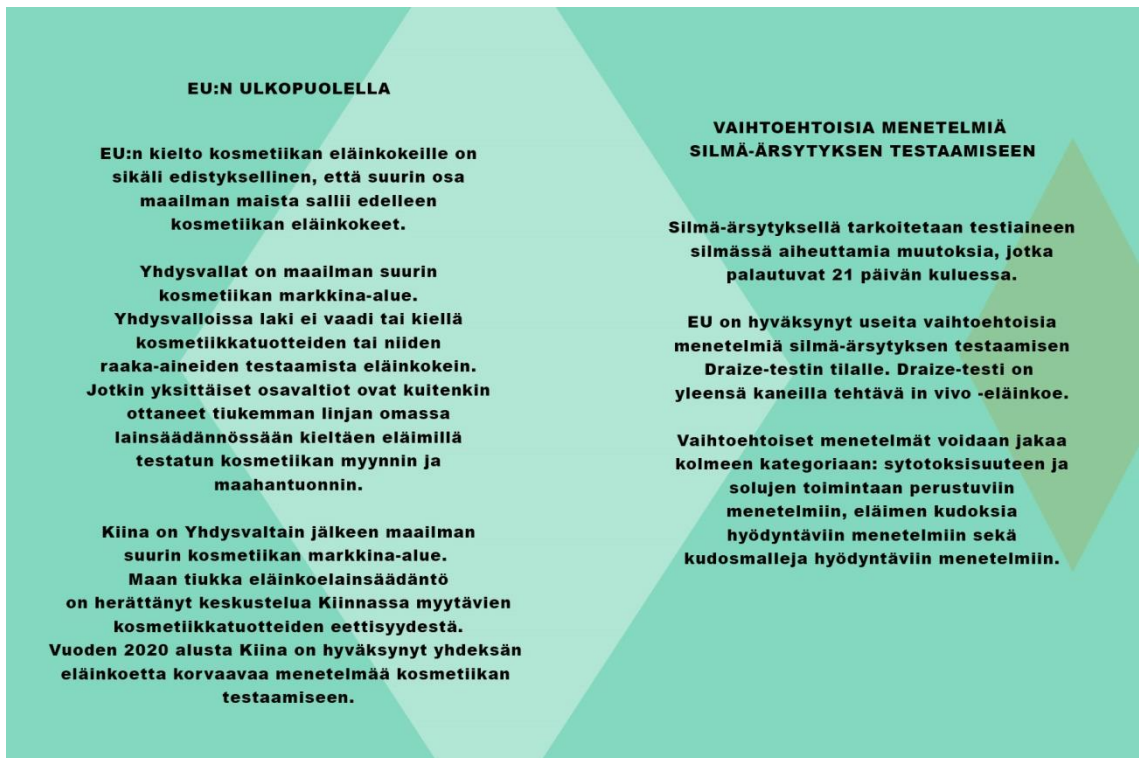 EU:N ULKOPUOLELLA
EU:n kielto kosmetiikan eläinkokeille on
sikäli edistyksellinen, että suurin osa
maailman maista sallii edelleen
kosmetiikan eläinkokeet.
Yhdysvallat on maailman suurin
kosmetiikan markkina-alue.
Yhdysvalloissa laki ei vaadi tai kiellä
kosmetiikkatuotteiden tai niiden
raaka-aineiden testaamista eläinkokein.
Jotkin yksittäiset osavaltiot ovat kuitenkin
ottaneet tiukemman linjan omassa
lainsäädännössään kieltäen eläimillä
testatun kosmetiikan myynnin ja
maahantuonnin.
Kiina on Yhdysvaltain jälkeen maailman
suurin kosmetiikan markkina-alue.
Maan tiukka eläinkoelainsäädäntö
on herättänyt keskustelua Kiinnassa myytävien
kosmetiikkatuotteiden eettisyydestä.
Vuoden 2020 alusta Kiina on hyväksynyt yhdeksän
eläinkoetta korvaavaa menetelmää kosmetiikan
testaamiseen.
VAIHTOEHTOISIA MENETELMIÄ
SILMÄ-ÄRSYTYKSEN TESTAAMISEEN
Silmä-ärsytyksellä tarkoitetaan testiaineen
silmässä aiheuttamia muutoksia, jotka
palautuvat 21 päivän kuluessa.
EU on hyväksynyt useita vaihtoehtoisia
menetelmiä silmä-ärsytyksen testaamisen
Draize-testin tilalle. Draize-testi on
yleensä kaneilla tehtävä in vivo -eläinkoe.
Vaihtoehtoiset menetelmät voidaan jakaa
kolmeen kategoriaan: sytotoksisuuteen ja
solujen toimintaan perustuviin
menetelmiin, eläimen kudoksia
hyödyntäviin menetelmiin sekä
kudosmalleja hyödyntäviin menetelmiin.